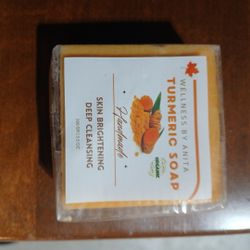 WELLNESS BY ANITA
TURMERIC SOAP
ORGANIC
Handmade
SKIN BRIGHTENING
DEEP CLEANSING